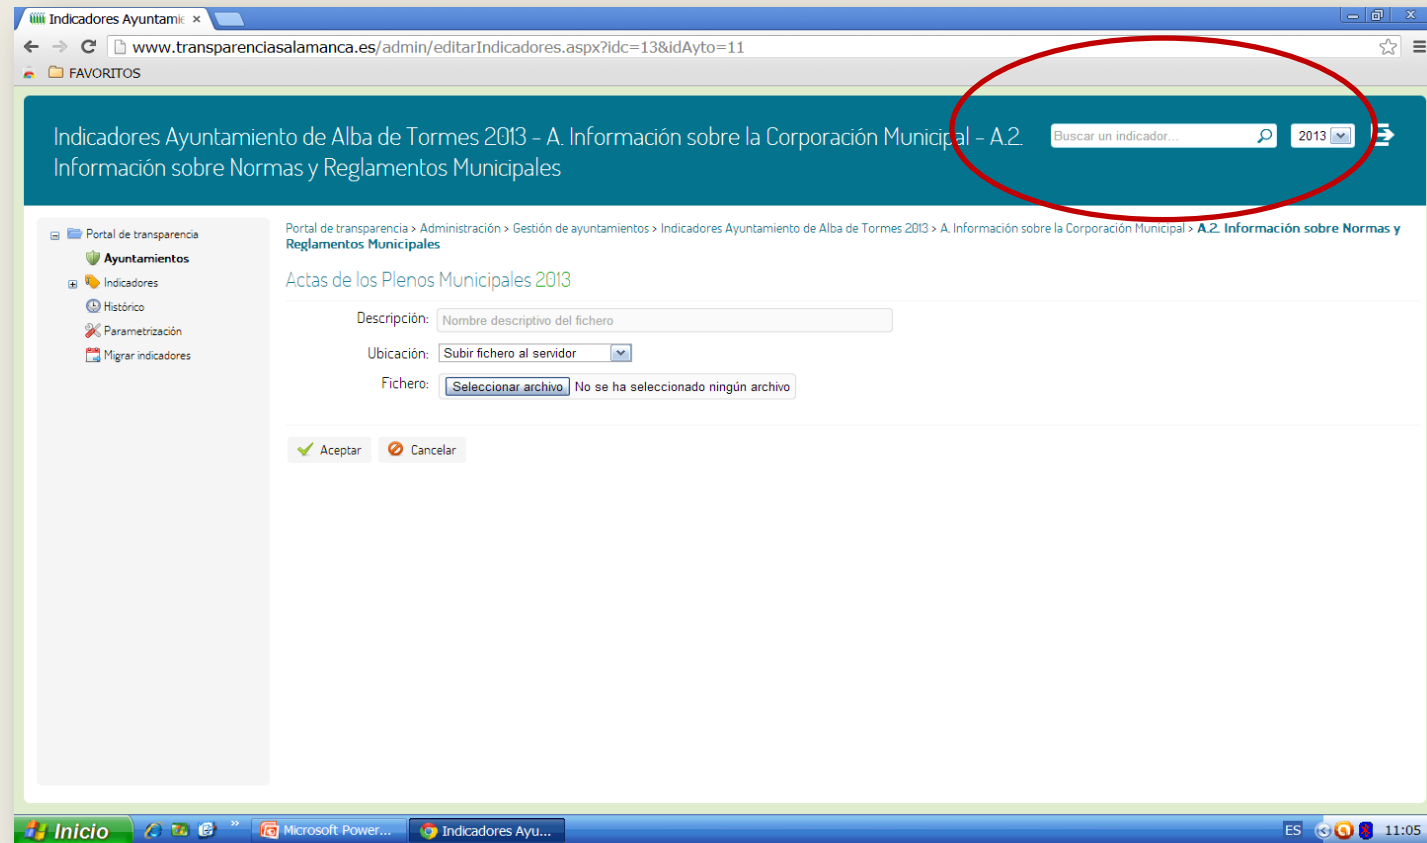 Indicadores Ayuntamie ×
www.transparenciasalamanca.es/admin/editarIndicadores.aspx?idc=13&idAyto=11
FAVORITOS
Indicadores Ayuntamiento de Alba de Tormes 2013 - A. Información sobre la Corporación Municipal - A.2.
Información sobre Normas y Reglamentos Municipales
Buscar un indicador...
2013
Portal de transparencia
Ayuntamientos
Indicadores
Histórico
Parametrización
Migrar indicadores
Portal de transparencia > Administración > Gestión de ayuntamientos > Indicadores Ayuntamiento de Alba de Tormes 2013 > A. Información sobre la Corporación Municipal > A.2. Información sobre Normas y
Reglamentos Municipales
Actas de los Plenos Municipales 2013
Descripción: Nombre descriptivo del fichero
Ubicación: Subir fichero al servidor
Fichero: Seleccionar archivo No se ha seleccionado ningún archivo
Aceptar Cancelar
Inicio » Microsoft Power... Indicadores Ayu... ES 11:05